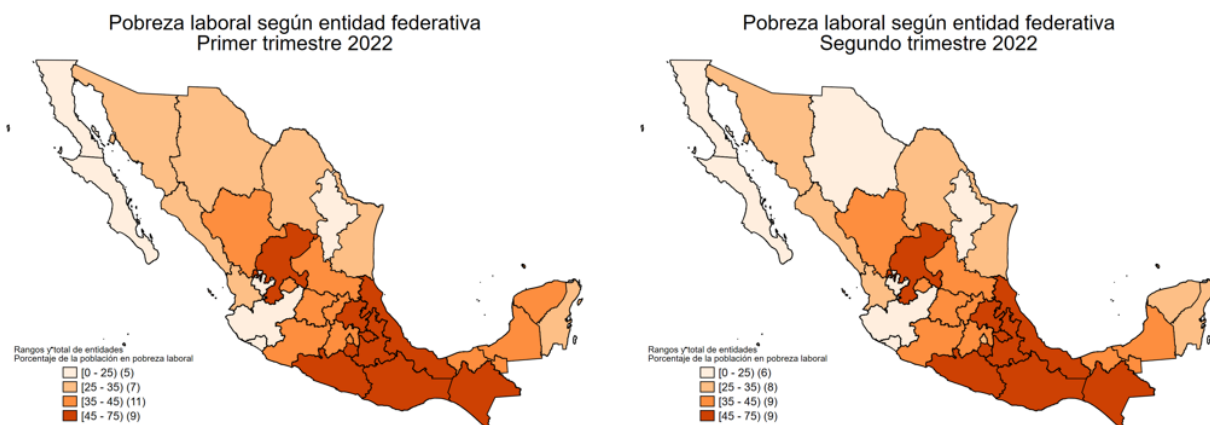 Pobreza laboral según entidad federativa
Primer trimestre 2022
Rangos y total de entidades
Porcentaje de la población en pobreza laboral
[0 - 25) (5)
[25 - 35) (7)
[35 - 45) (11)
[45 - 75) (9)
Pobreza laboral según entidad federativa
Segundo trimestre 2022
Rangos y total de entidades
Porcentaje de la población en pobreza laboral
[0 - 25) (6)
[25 - 35) (8)
[35 - 45) (9)
[45 - 75) (9)